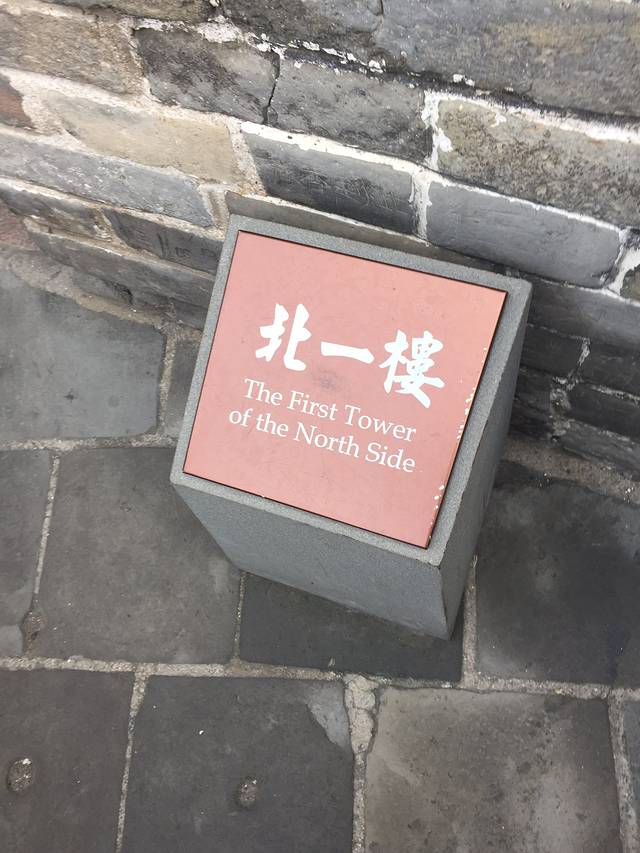 北一樓
The First Tower
of the North Side